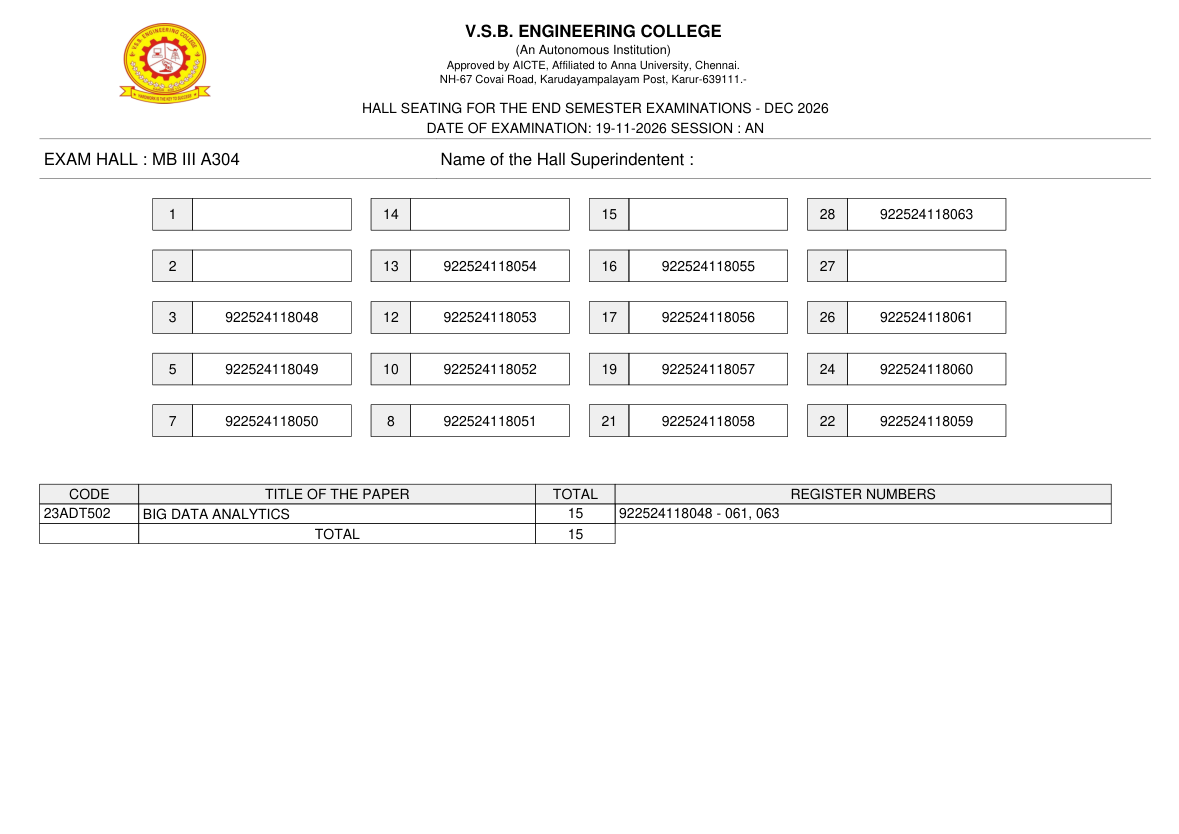 V.S.B. ENGINEERING COLLEGE
(An Autonomous Institution)
Approved by AICTE, Affiliated to Anna University, Chennai.
NH-67 Covai Road, Karudayampalayam Post, Karur-639111.-
HALL SEATING FOR THE END SEMESTER EXAMINATIONS - DEC 2026
DATE OF EXAMINATION: 19-11-2026 SESSION : AN
EXAM HALL : MB III A304 Name of the Hall Superintendent :
1 14 15 28 922524118063
2 13 922524118054 16 922524118055 27
3 922524118048 12 922524118053 17 922524118056 26 922524118061
5 922524118049 10 922524118052 19 922524118057 24 922524118060
7 922524118050 8 922524118051 21 922524118058 22 922524118059
CODE TITLE OF THE PAPER TOTAL REGISTER NUMBERS
23ADT502 BIG DATA ANALYTICS 15 922524118048 - 061, 063
TOTAL 15